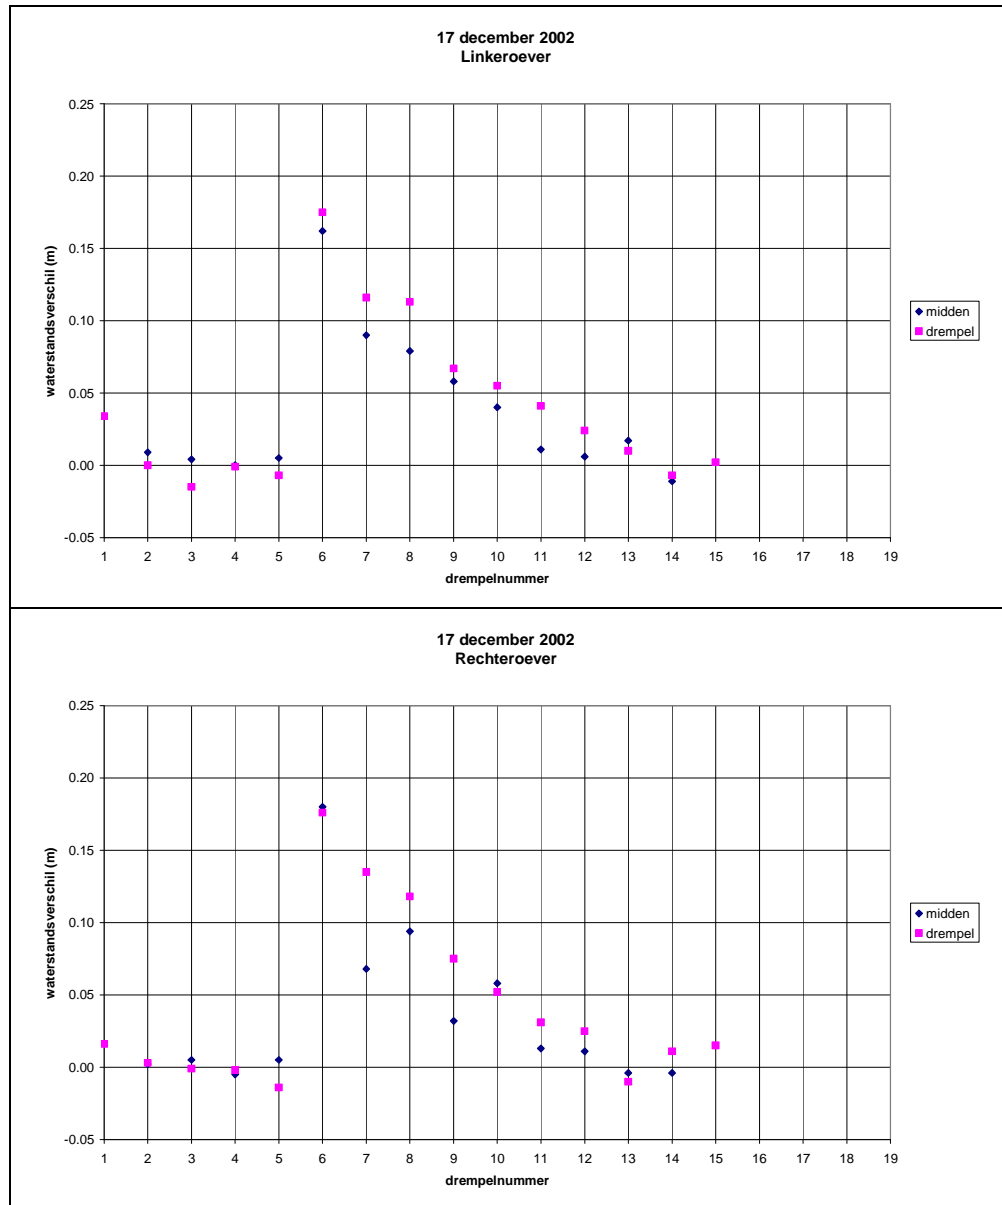 17 december 2002
Linkeroever
0.25
0.20
0.15
0.10
0.05
0.00
-0.05
waterstandsverschil (m)
1 2 3 4 5 6 7 8 9 10 11 12 13 14 15 16 17 18 19
drempelnummer
midden
drempel
17 december 2002
Rechteroever
0.25
0.20
0.15
0.10
0.05
0.00
-0.05
waterstandsverschil (m)
1 2 3 4 5 6 7 8 9 10 11 12 13 14 15 16 17 18 19
drempelnummer
midden
drempel